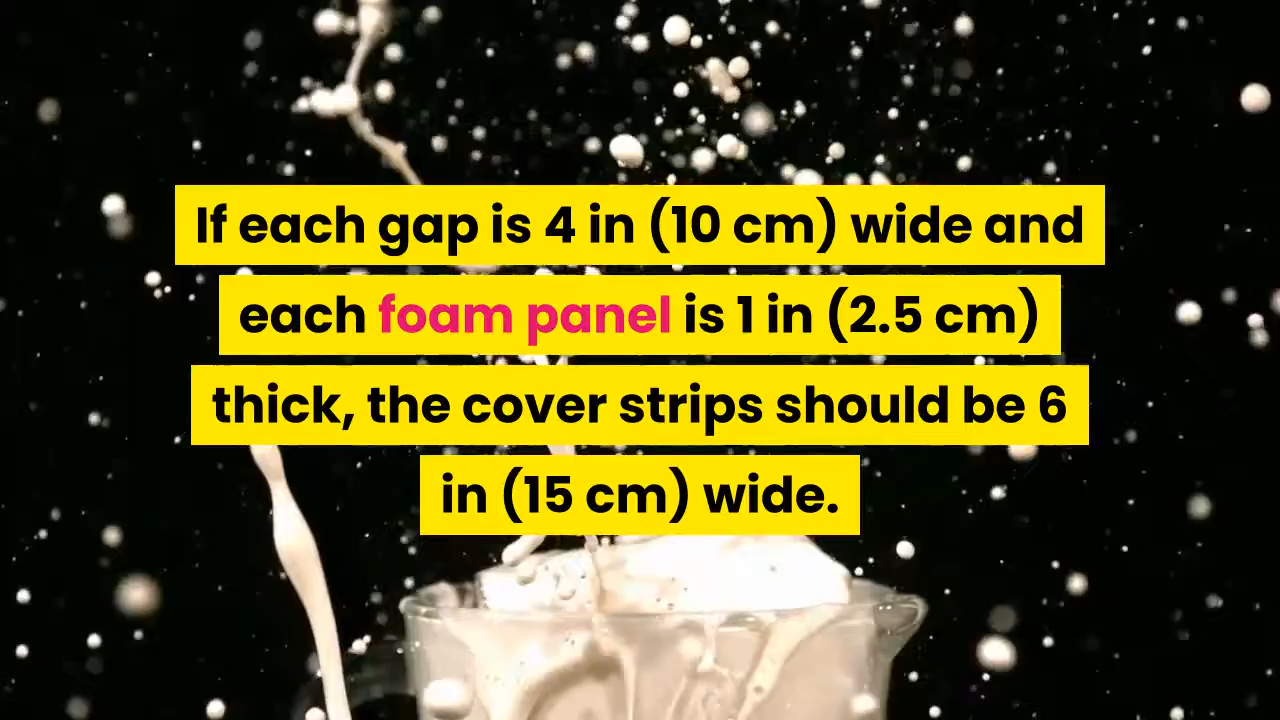 If each gap is 4 in (10 cm) wide and
each foam panel is 1 in (2.5 cm)
thick, the cover strips should be 6
in (15 cm) wide.